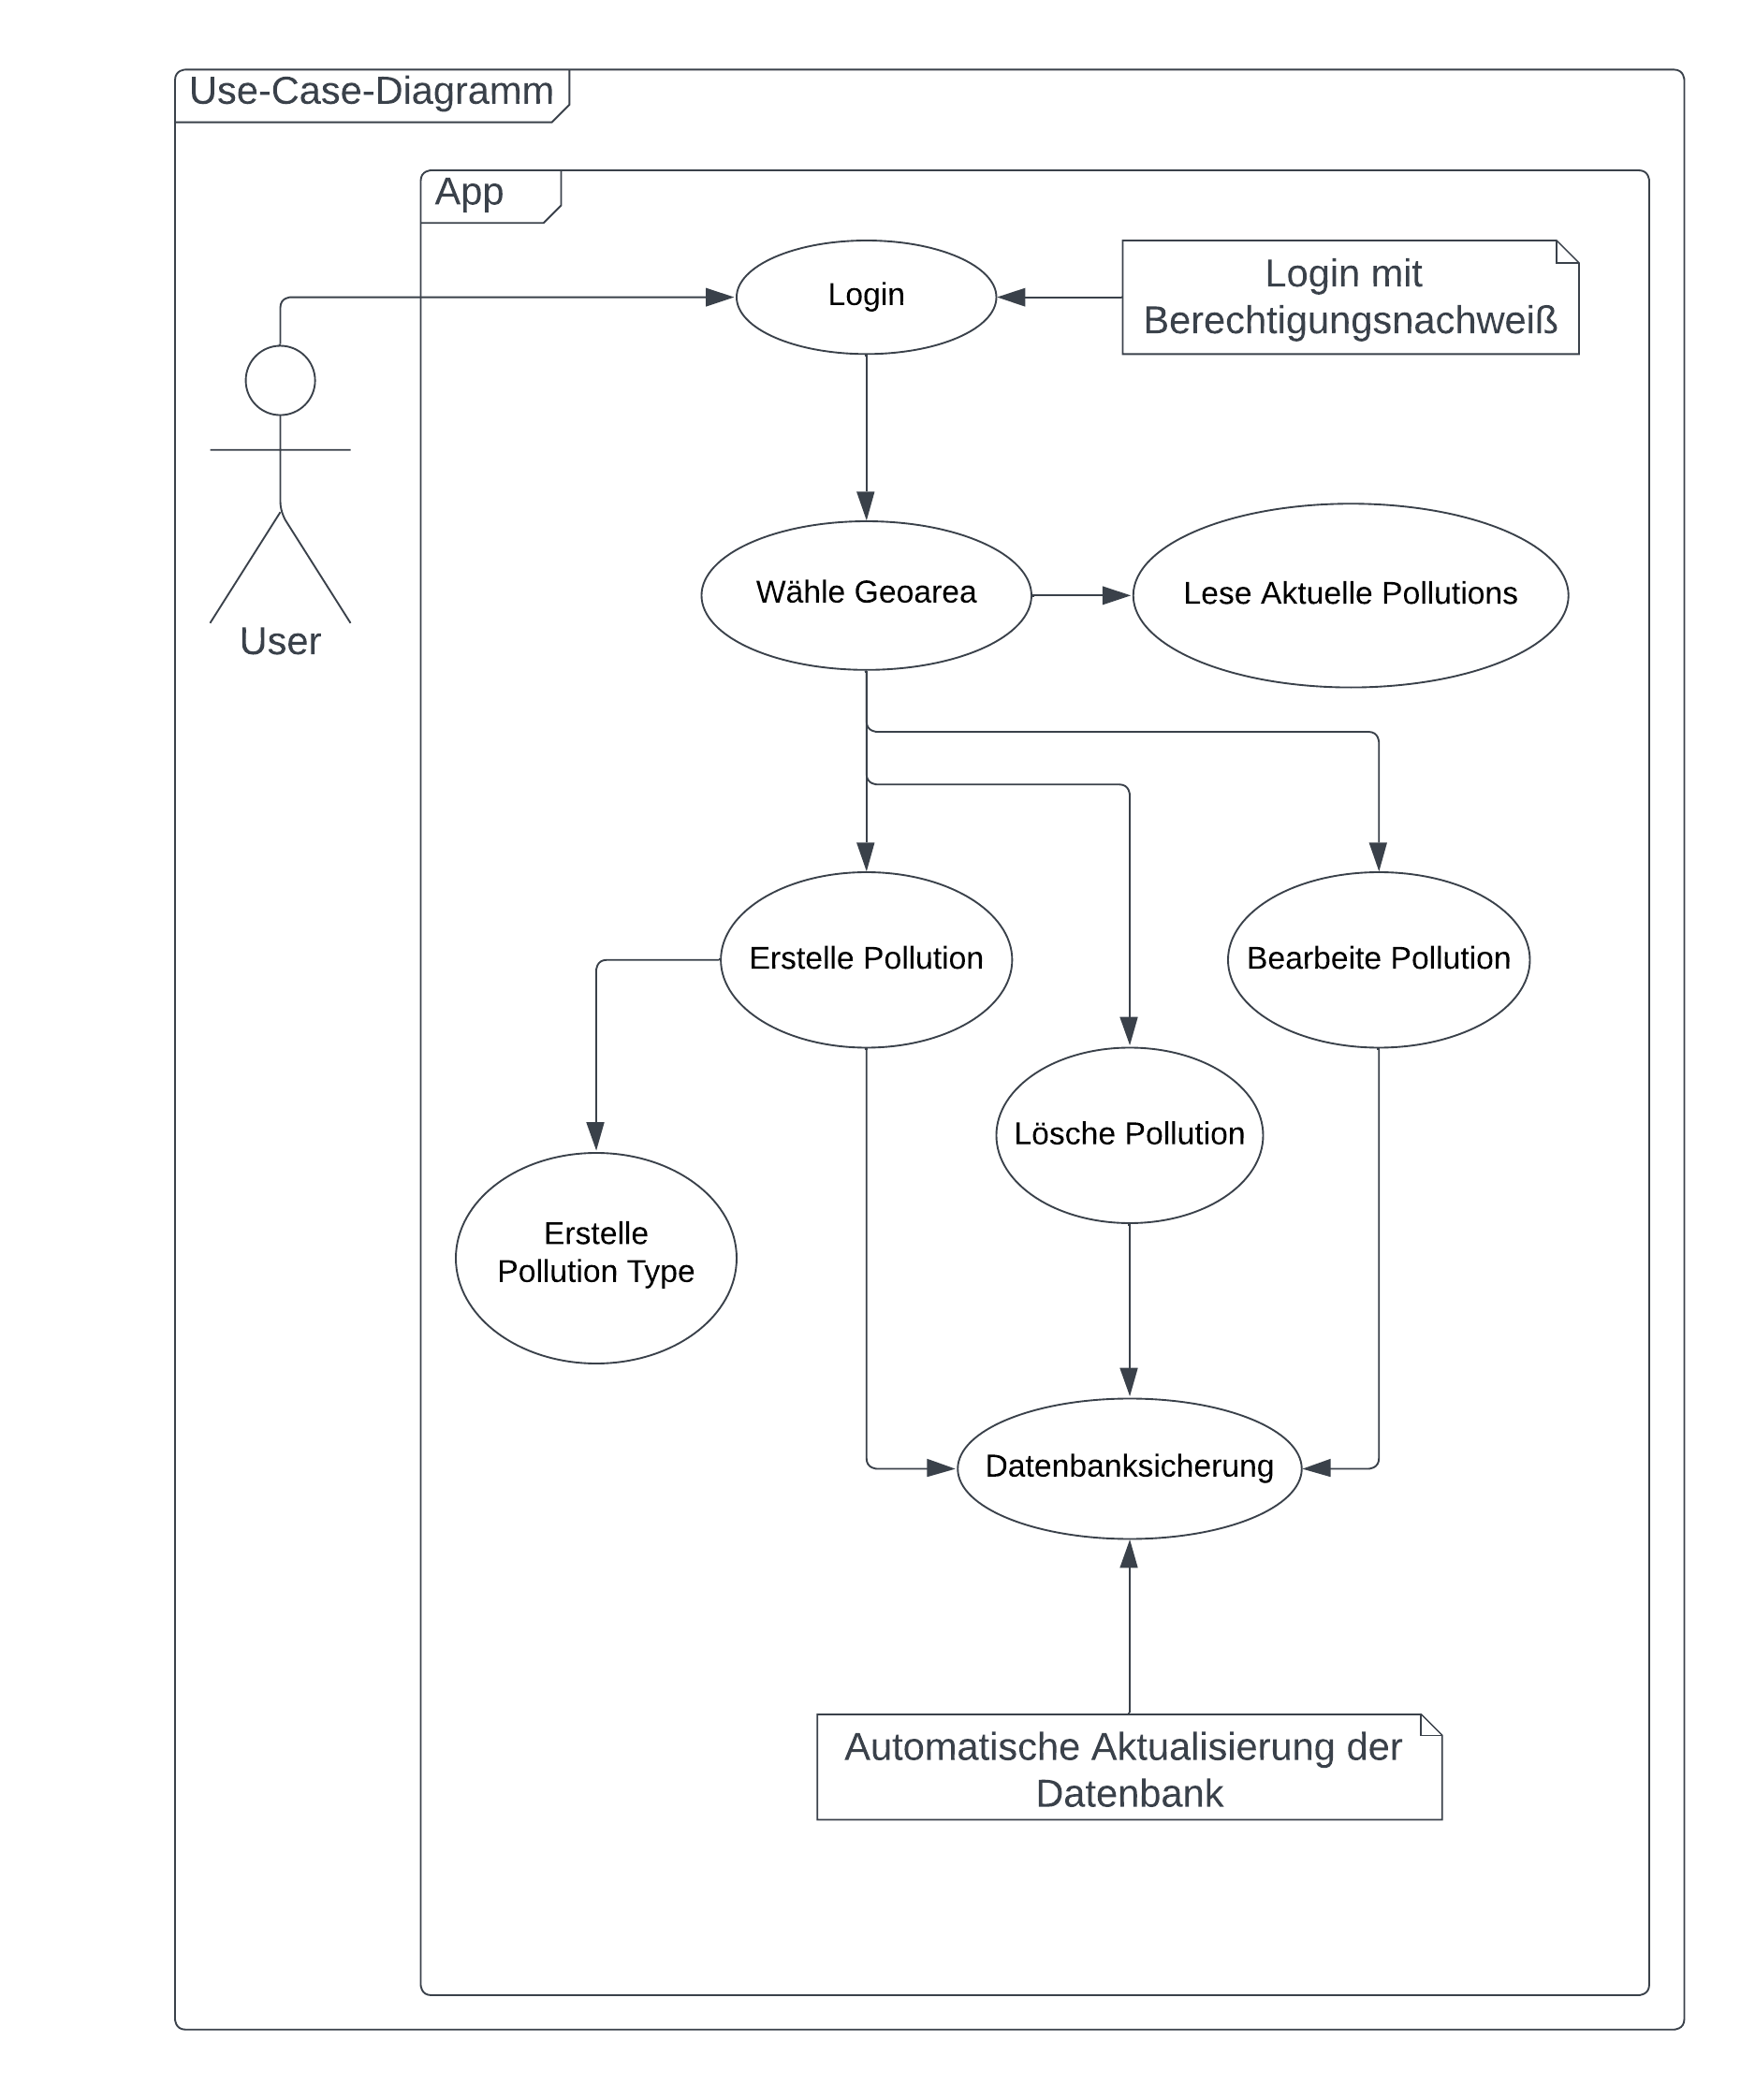 Use-Case-Diagramm
App
Login
Login mit
Berechtigungsnachweiß
User
Wähle Geoarea
Lese Aktuelle Pollutions
Erstelle Pollution
Bearbeite Pollution
Lösche Pollution
Erstelle
Pollution Type
Datenbanksicherung
Automatische Aktualisierung der
Datenbank